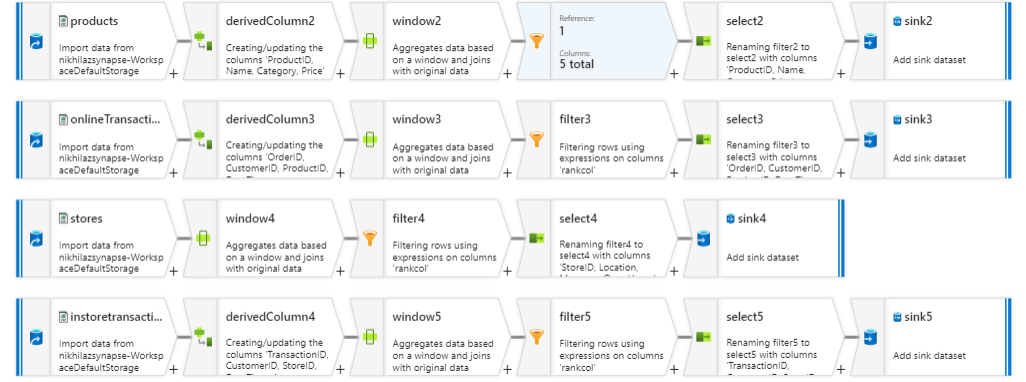 products
Import data from
nikhilazsynapse-Worksp
aceDefaultStorage
+
derivedColumn2
Creating/updating the
columns 'ProductID,
Name, Category, Price'
+
window2
Aggregates data based
on a window and joins
with original data
+
Reference:
1
Columns:
5 total
+
select2
Renaming filter2 to
select2 with columns
'ProductID, Name,
+
sink2
Add sink dataset
onlineTransacti...
Import data from
nikhilazsynapse-Worksp
aceDefaultStorage
+
derivedColumn3
Creating/updating the
columns 'OrderID,
CustomerID, ProductID,
+
window3
Aggregates data based
on a window and joins
with original data
+
filter3
Filtering rows using
expressions on columns
'rankcol'
+
select3
Renaming filter3 to
select3 with columns
'OrderID, CustomerID,
+
sink3
Add sink dataset
stores
Import data from
nikhilazsynapse-Worksp
aceDefaultStorage
+
window4
Aggregates data based
on a window and joins
with original data
+
filter4
Filtering rows using
expressions on columns
'rankcol'
+
select4
Renaming filter4 to
select4 with columns
'StoreID, Location,
+
sink4
Add sink dataset
instoretransacti...
Import data from
nikhilazsynapse-Worksp
aceDefaultStorage
+
derivedColumn4
Creating/updating the
columns 'TransactionID,
CustomerID, StoreID,
+
window5
Aggregates data based
on a window and joins
with original data
+
filter5
Filtering rows using
expressions on columns
'rankcol'
+
select5
Renaming filter5 to
select5 with columns
'TransactionID,
+
sink5
Add sink dataset